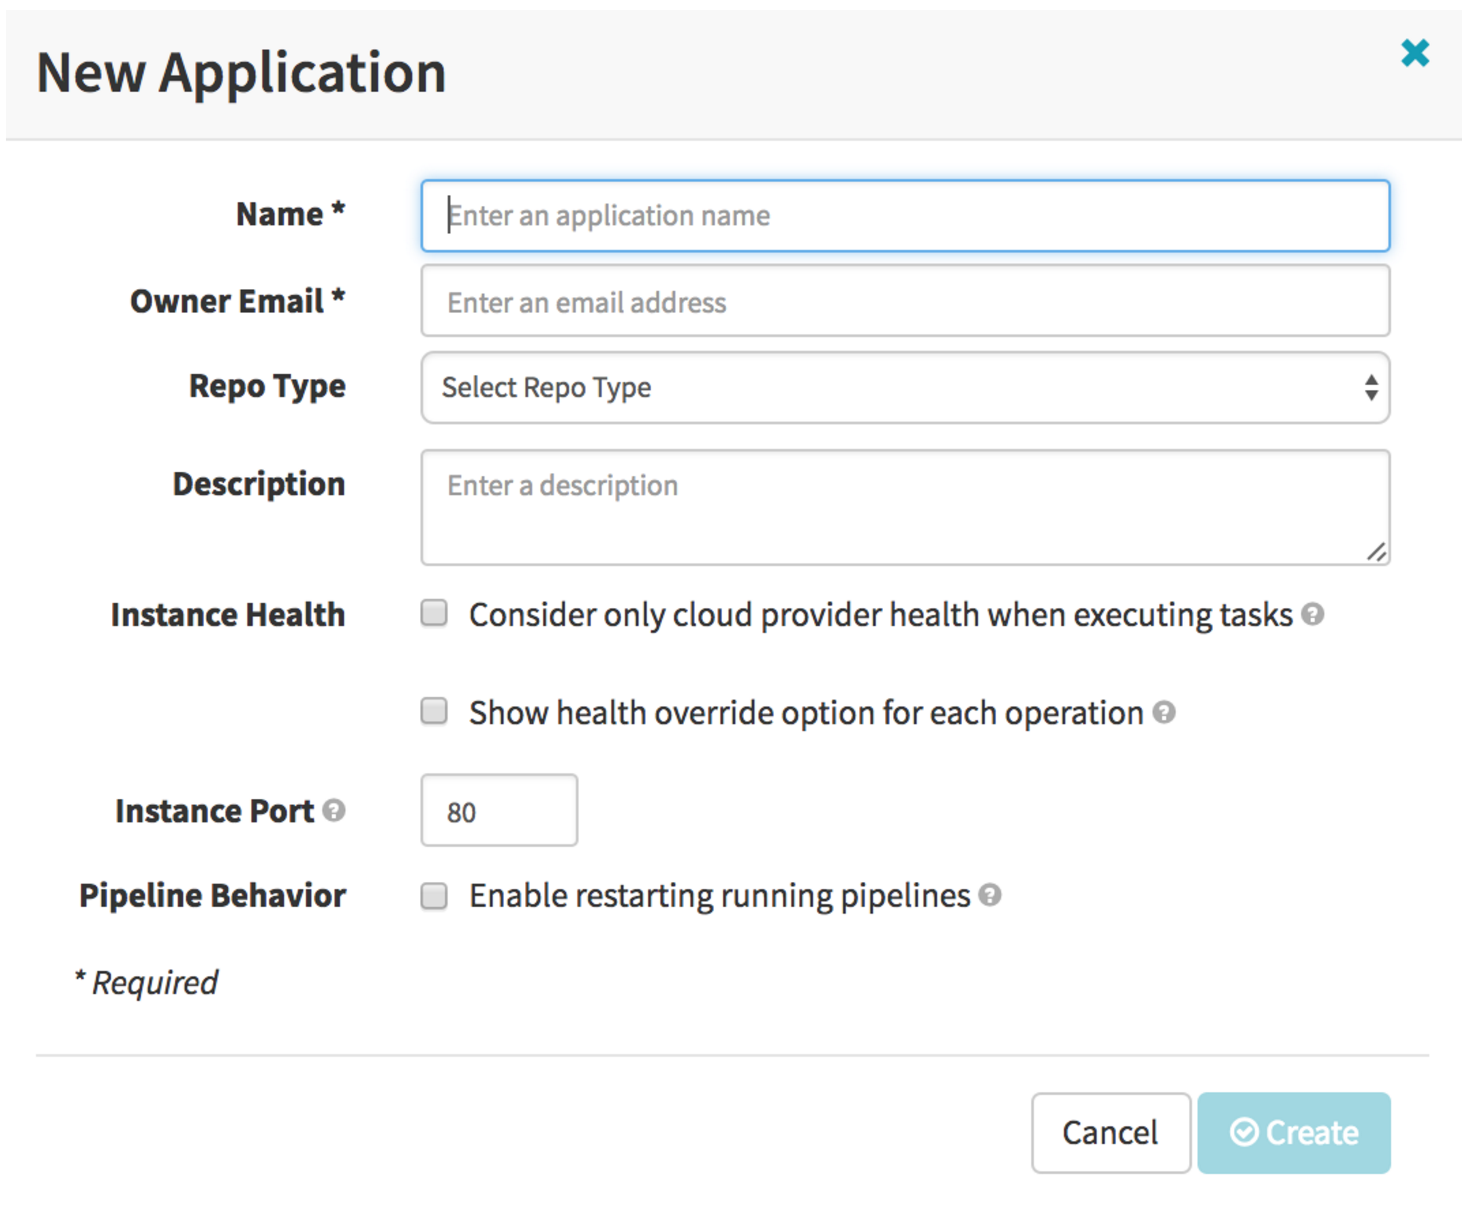 New Application
Name *
Enter an application name
Owner Email *
Enter an email address
Repo Type
Select Repo Type
Description
Enter a description
Instance Health
Consider only cloud provider health when executing tasks ?
Show health override option for each operation ?
Instance Port ?
80
Pipeline Behavior
Enable restarting running pipelines ?
* Required
Cancel
Create